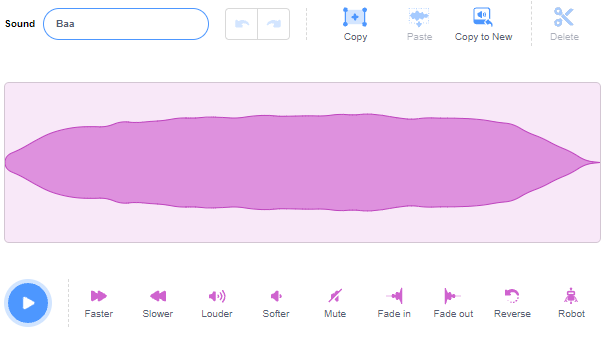 Sound Baa
Copy Paste Copy to New Delete
Faster Slower Louder Softer Mute Fade in Fade out Reverse Robot